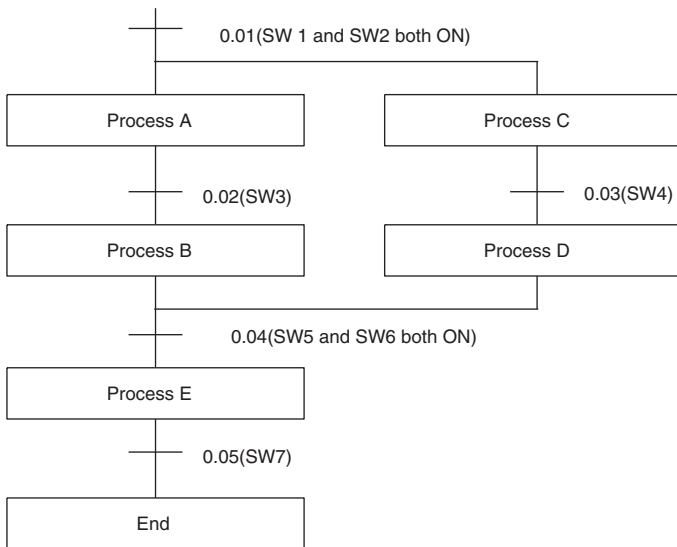 0.01(SW 1 and SW2 both ON)
Process A
Process C
0.02(SW3)
0.03(SW4)
Process B
Process D
0.04(SW5 and SW6 both ON)
Process E
0.05(SW7)
End